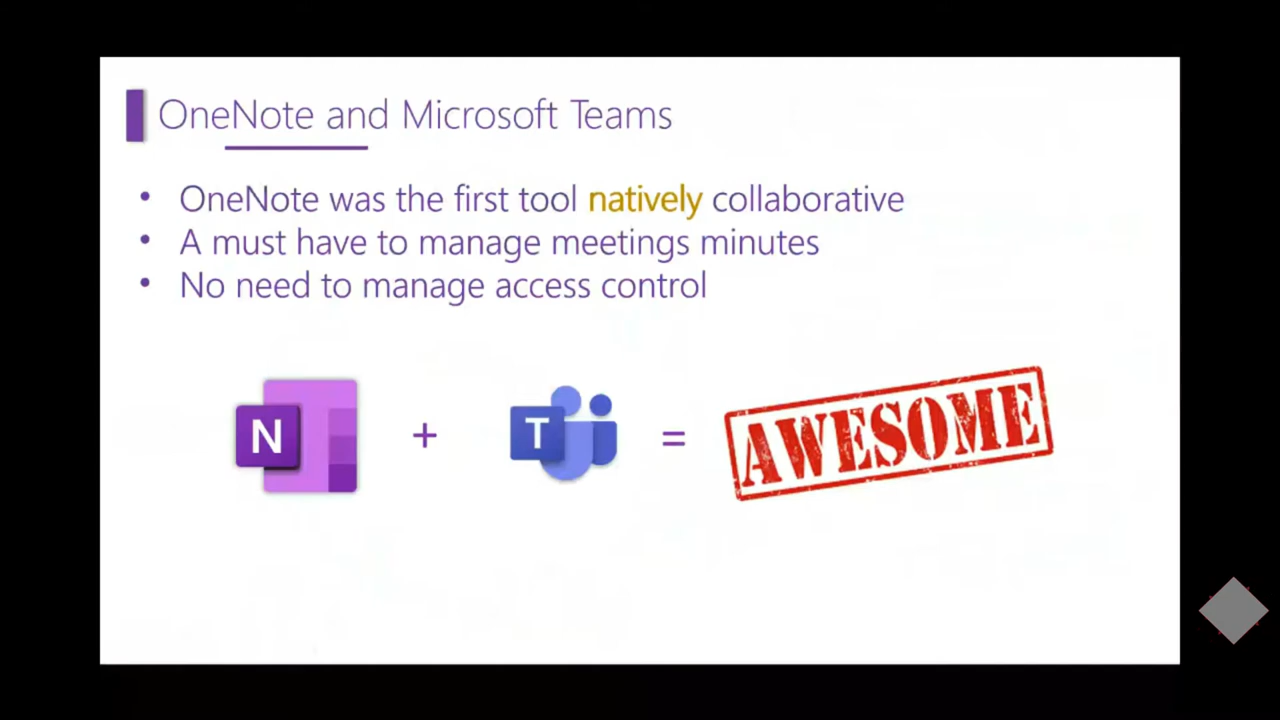 OneNote and Microsoft Teams
• OneNote was the first tool natively collaborative
• A must have to manage meetings minutes
• No need to manage access control
N + T = AWESOME